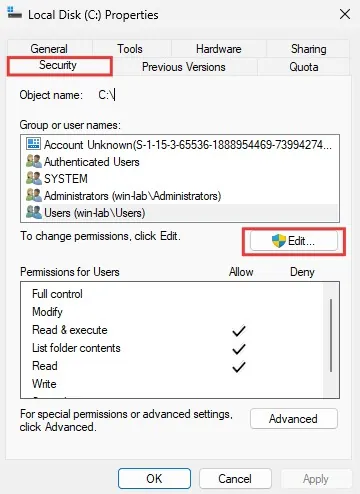 Local Disk (C:) Properties
General Tools Hardware Sharing
Security Previous Versions Quota
Object name: C:\
Group or user names:
Account Unknown(S-1-15-3-65536-1888954469-73994274...
Authenticated Users
SYSTEM
Administrators (win-lab\Administrators)
Users (win-lab\Users)
To change permissions, click Edit.
Edit...
Permissions for Users Allow Deny
Full control
Modify
Read & execute
List folder contents
Read
Write
For special permissions or advanced settings,
click Advanced.
Advanced
OK Cancel Apply